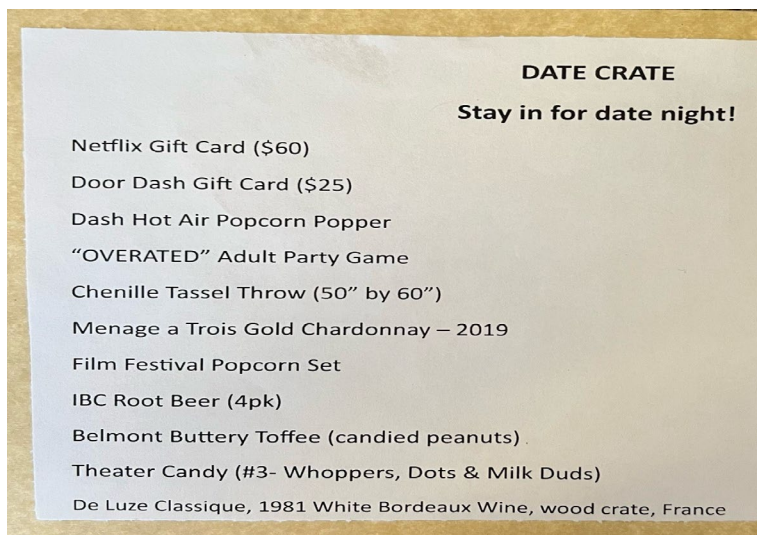 DATE CRATE
Stay in for date night!
Netflix Gift Card ($60)
Door Dash Gift Card ($25)
Dash Hot Air Popcorn Popper
“OVERATED” Adult Party Game
Chenille Tassel Throw (50” by 60”)
Menage a Trois Gold Chardonnay – 2019
Film Festival Popcorn Set
IBC Root Beer (4pk)
Belmont Buttery Toffee (candied peanuts)
Theater Candy (#3- Whoppers, Dots & Milk Duds)
De Luze Classique, 1981 White Bordeaux Wine, wood crate, France